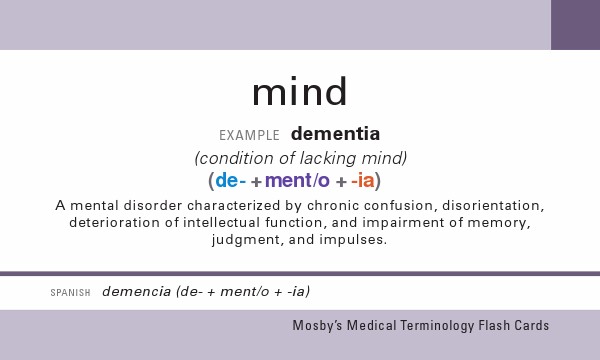 mind
EXAMPLE dementia
(condition of lacking mind)
(de- + ment/o + -ia)
A mental disorder characterized by chronic confusion, disorientation,
deterioration of intellectual function, and impairment of memory,
judgment, and impulses.
SPANISH demencia (de- + ment/o + -ia)
Mosby's Medical Terminology Flash Cards